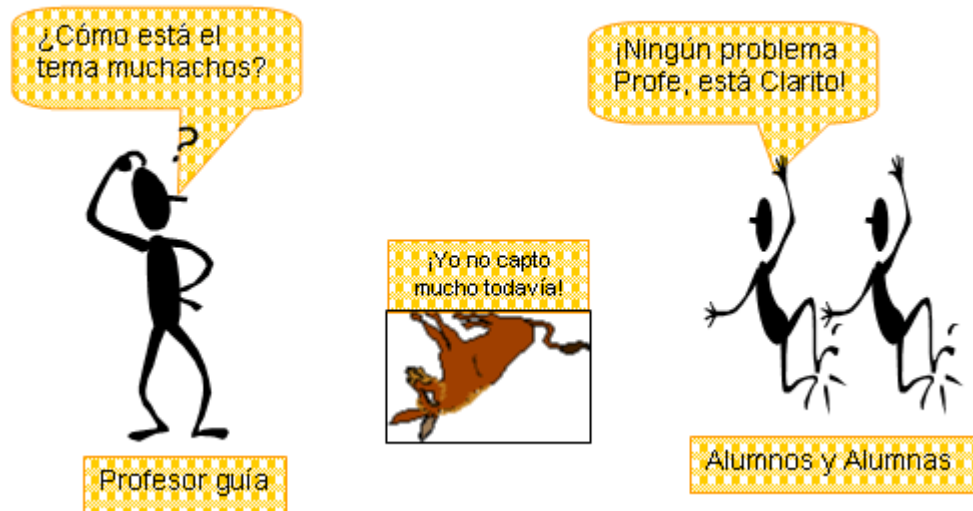 ¿Cómo está el
tema muchachos?
?
¡Ningún problema
Profe, está Clarito!
¡Yo no capto
mucho todavía!
Profesor guía
Alumnos y Alumnas